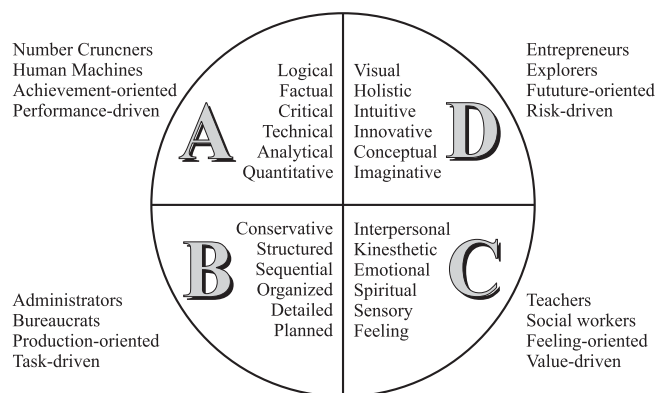 Number Cruncners
Human Machines
Achievement-oriented
Performance-driven
Logical
Factual
Critical
Technical
Analytical
Quantitative
A
Visual
Holistic
Intuitive
Innovative
Conceptual
Imaginative
D
Entrepreneurs
Explorers
Fututure-oriented
Risk-driven
Administrators
Bureaucrats
Production-oriented
Task-driven
B
Conservative
Structured
Sequential
Organized
Detailed
Planned
Interpersonal
Kinesthetic
Emotional
Spiritual
Sensory
Feeling
C
Teachers
Social workers
Feeling-oriented
Value-driven